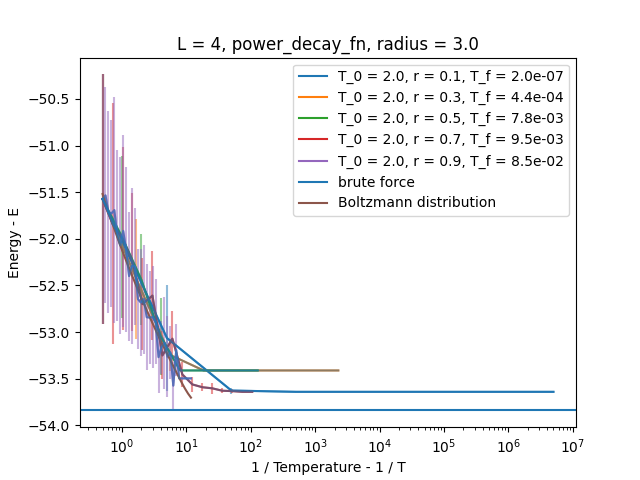 L = 4, power_decay_fn, radius = 3.0
T_0 = 2.0, r = 0.1, T_f = 2.0e-07
T_0 = 2.0, r = 0.3, T_f = 4.4e-04
T_0 = 2.0, r = 0.5, T_f = 7.8e-03
T_0 = 2.0, r = 0.7, T_f = 9.5e-03
T_0 = 2.0, r = 0.9, T_f = 8.5e-02
brute force
Boltzmann distribution
Energy - E
−50.5
−51.0
−51.5
−52.0
−52.5
−53.0
−53.5
−54.0
10⁰ 10¹ 10² 10³ 10⁴ 10⁵ 10⁶ 10⁷
1 / Temperature - 1 / T